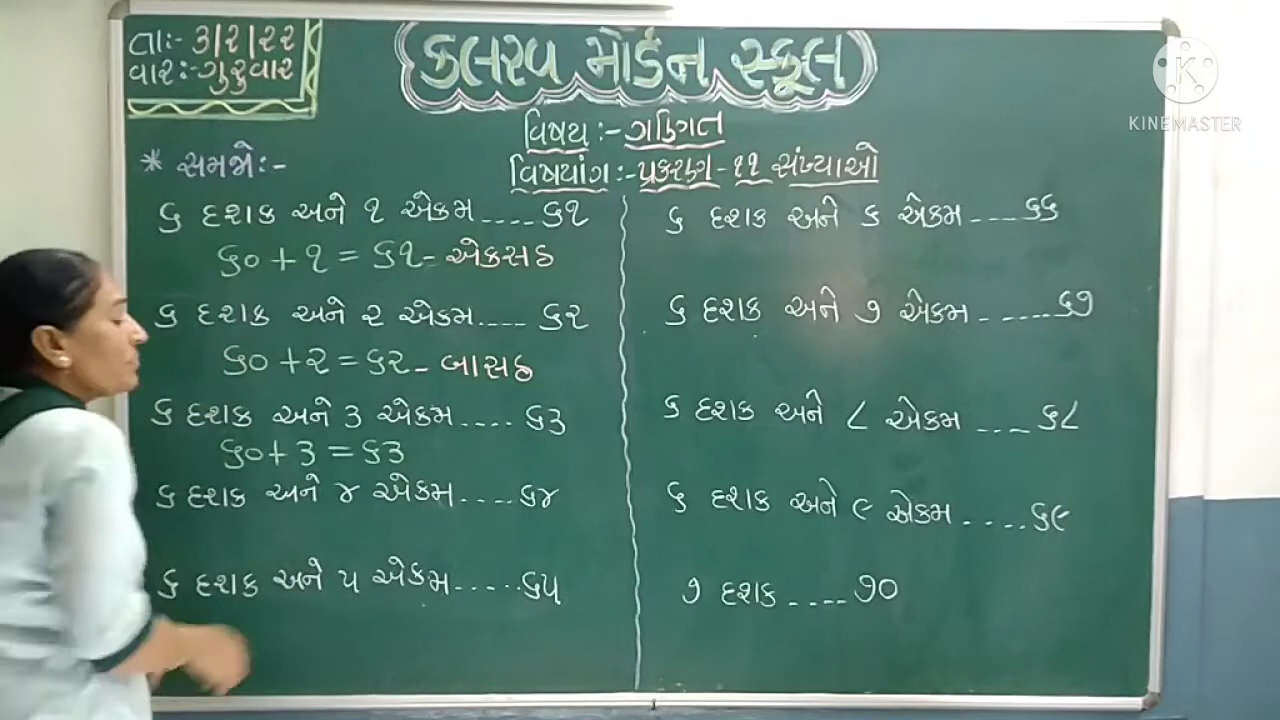 તાઃ- ૩|૨|૨૨
વારઃ-ગુરુવાર
કલરવ મોર્ડન સ્કૂલ
વિષયઃ- ગણિત
વિષયાંગઃ- પ્રકરણ-૧૧ સંખ્યાઓ
* સમજોઃ-
૬ દશક અને ૧ એકમ....૬૧
૬૦+૧=૬૧-એકસઠ
૬ દશક અને ૨ એકમ....૬૨
૬૦+૨=૬૨-બાસઠ
૬ દશક અને ૩ એકમ....૬૩
૬૦+૩=૬૩
૬ દશક અને ૪ એકમ....૬૪
૬ દશક અને ૫ એકમ.....૬૫
૬ દશક અને ૬ એકમ....૬૬
૬ દશક અને ૭ એકમ.....૬૭
૬ દશક અને ૮ એકમ....૬૮
૬ દશક અને ૯ એકમ....૬૯
૭ દશક....૭૦
K
KINEMASTER